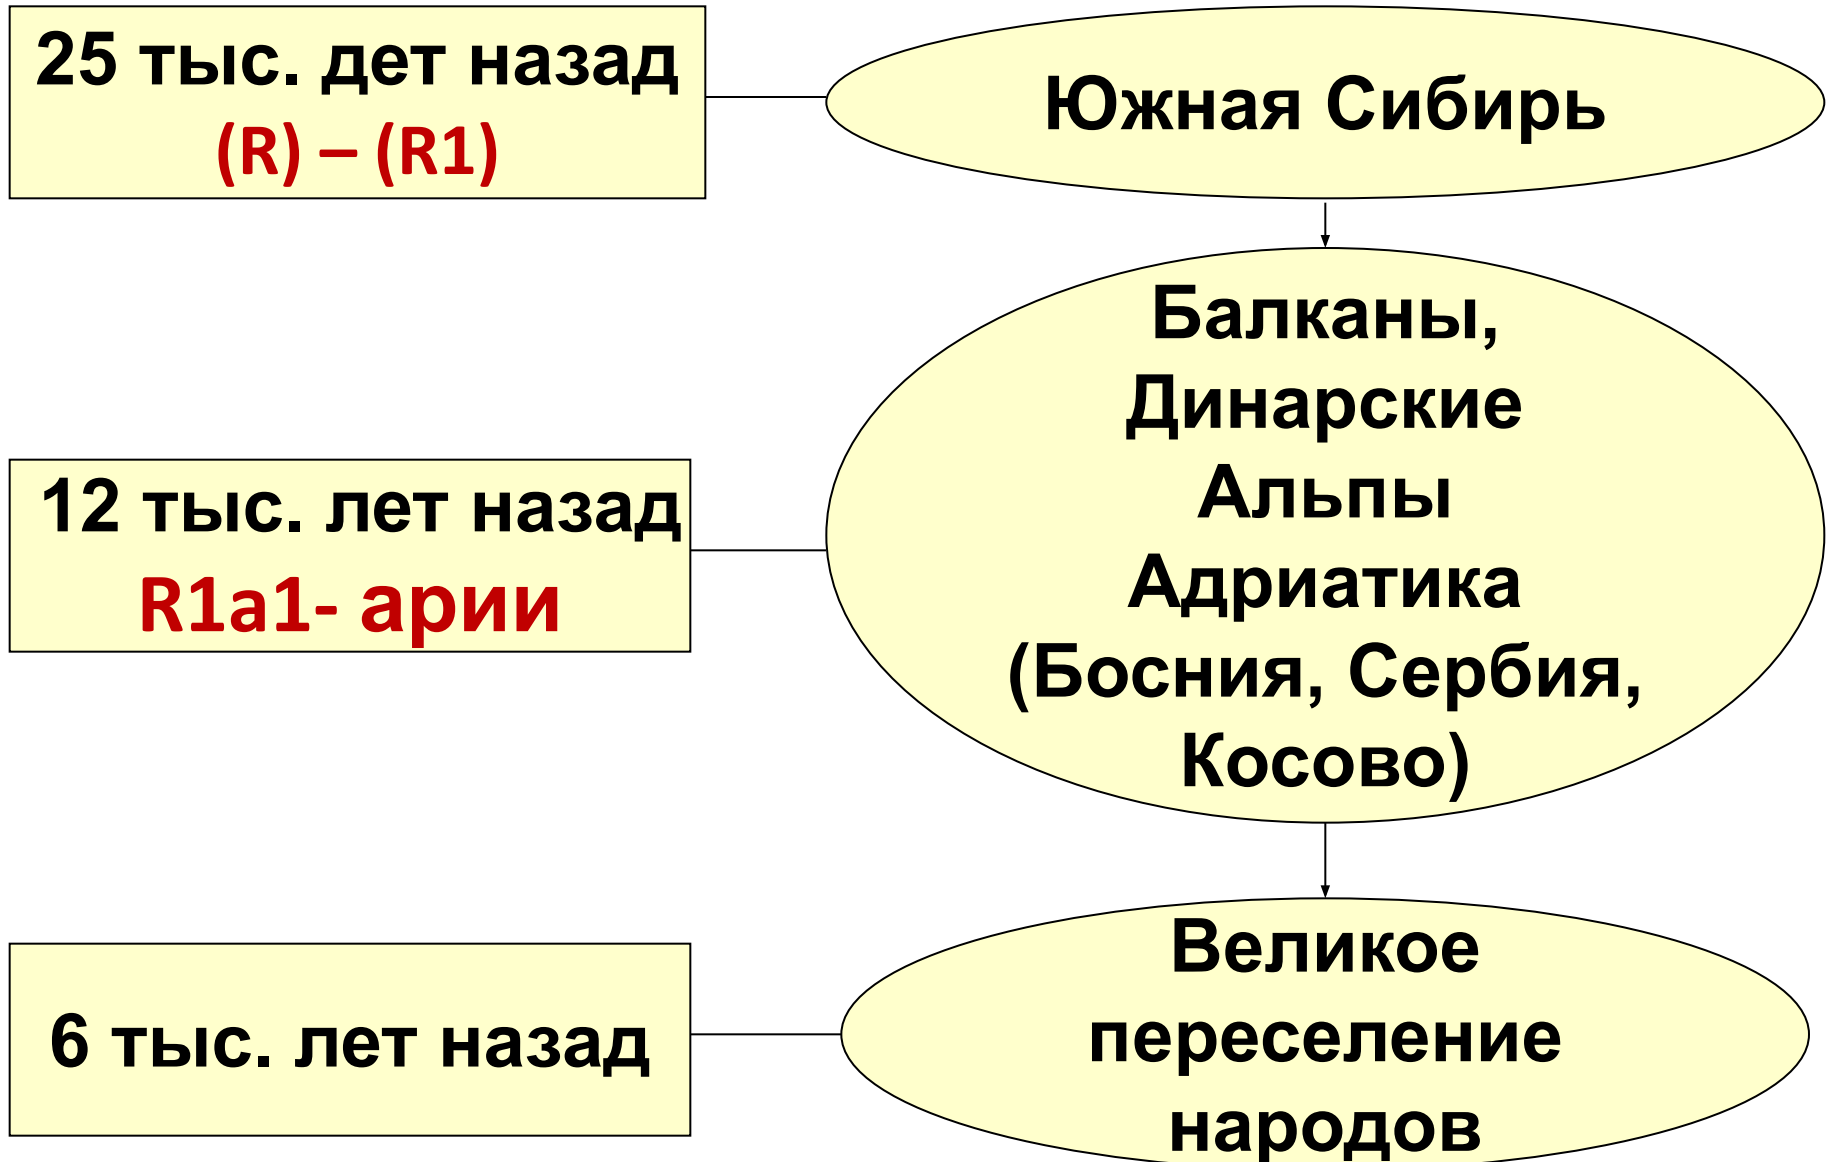 25 тыс. дет назад
(R) – (R1)
Южная Сибирь
Балканы,
Динарские
Альпы
Адриатика
(Босния, Сербия,
Косово)
12 тыс. лет назад
R1a1- арии
6 тыс. лет назад
Великое
переселение
народов